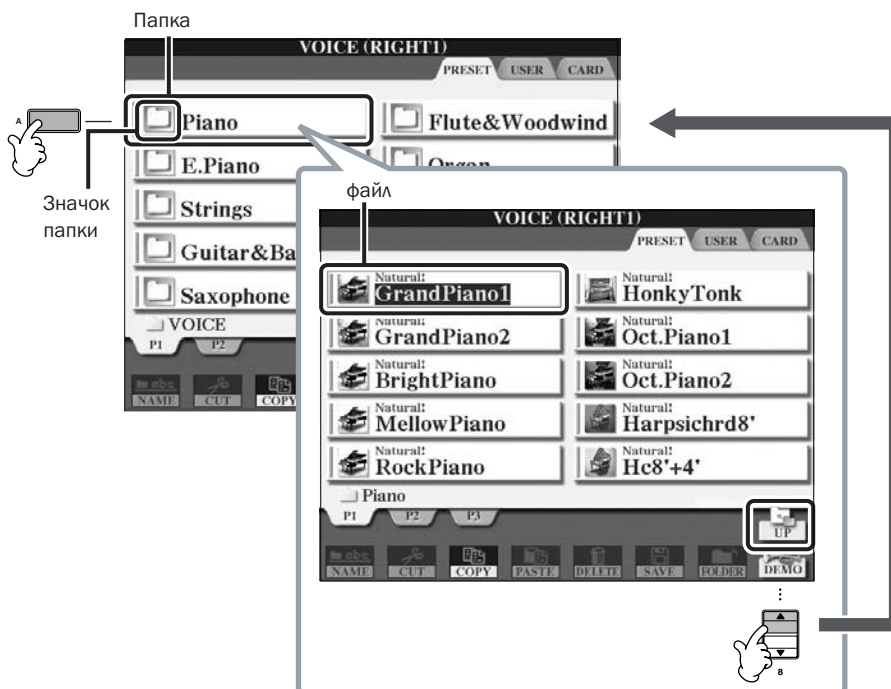 Папка
VOICE (RIGHT1)
PRESET USER CARD
A
Piano
Flute&Woodwind
E.Piano
Organ
Значок
папки
Strings
Guitar&Ba
Saxophone
VOICE
P1 P2
NAME CUT COPY
файл
VOICE (RIGHT1)
PRESET USER CARD
Natural!
GrandPiano1
Natural!
HonkyTonk
Natural!
GrandPiano2
Natural!
Oct.Piano1
Natural!
BrightPiano
Natural!
Oct.Piano2
Natural!
MellowPiano
Natural!
Harpsichrd8'
Natural!
RockPiano
Natural!
Hc8'+4'
Piano
P1 P2 P3
UP
abc
NAME CUT COPY PASTE DELETE SAVE FOLDER DEMO
8